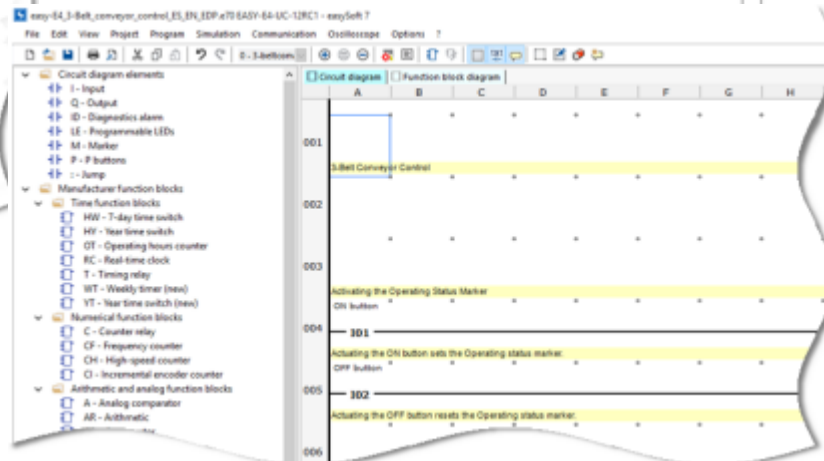 easy-E4_3-Belt_conveyor_control_ES_EN_EDP.e70 EASY-E4-UC-12RC1 - easySoft 7
File Edit View Project Program Simulation Communication Oscilloscope Options ?
0 - 3-beltcom
Circuit diagram elements
I - Input
Q - Output
ID - Diagnostics alarm
LE - Programmable LEDs
M - Marker
P - P buttons
: - Jump
Manufacturer function blocks
Time function blocks
HW - 7-day time switch
HY - Year time switch
OT - Operating hours counter
RC - Real-time clock
T - Timing relay
WT - Weekly timer (new)
YT - Year time switch (new)
Numerical function blocks
C - Counter relay
CF - Frequency counter
CH - High-speed counter
CI - Incremental encoder counter
Arithmetic and analog function blocks
A - Analog comparator
AR - Arithmetic
Circuit diagram Function block diagram
A B C D E F G H
001
3-Belt Conveyor Control
002
003
Activating the Operating Status Marker
ON button
004 301
Actuating the ON button sets the Operating status marker.
OFF button
005 302
Actuating the OFF button resets the Operating status marker.
006